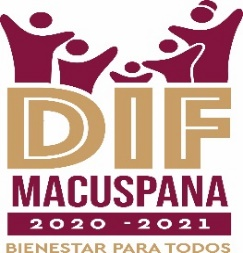 DIF
MACUSPANA
2020 -2021
BIENESTAR PARA TODOS